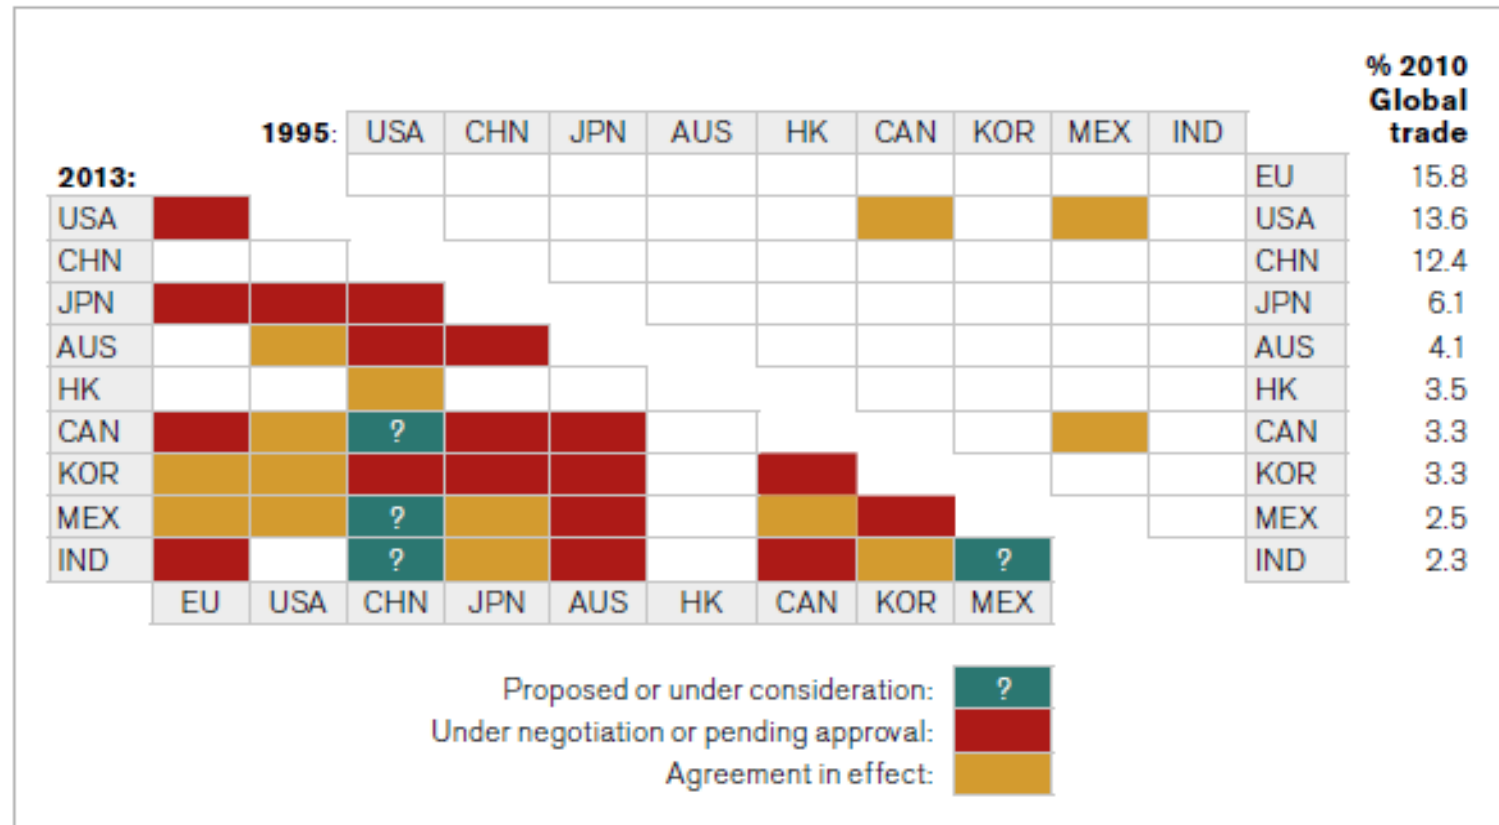 % 2010
Global
trade
1995: USA CHN JPN AUS HK CAN KOR MEX IND
2013: EU 15.8
USA USA 13.6
CHN CHN 12.4
JPN JPN 6.1
AUS AUS 4.1
HK HK 3.5
CAN ? CAN 3.3
KOR KOR 3.3
MEX ? MEX 2.5
IND ? ? IND 2.3
EU USA CHN JPN AUS HK CAN KOR MEX
Proposed or under consideration: ?
Under negotiation or pending approval:
Agreement in effect: